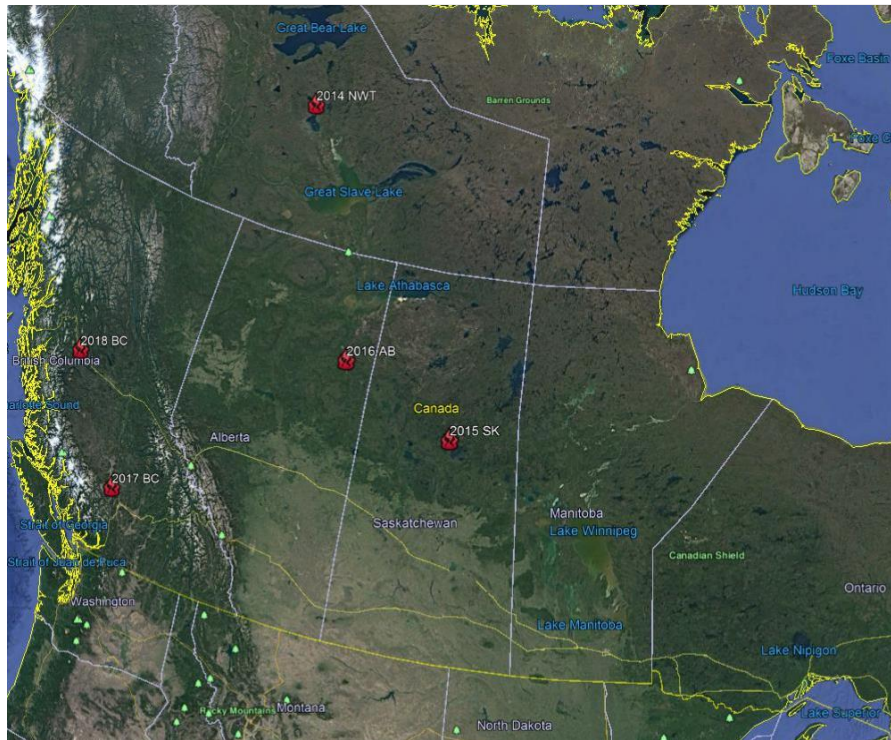 Great Bear Lake
Foxe Basin
2014 NWT
Barren Grounds
Great Slave Lake
Lake Athabasca
Hudson Bay
2018 BC
British Columbia
2016 AB
Canada
2015 SK
Alberta
2017 BC
Saskatchewan
Manitoba
Strait of Georgia
Lake Winnipeg
Strait of Juan de Fuca
Canadian Shield
Ontario
Washington
Lake Manitoba
Lake Nipigon
Rocky Mountains
Montana
North Dakota
Lake Superior